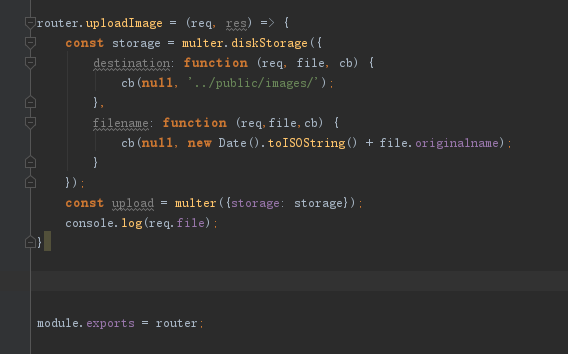 router.uploadImage = (req, res) => {
    const storage = multer.diskStorage({
        destination: function (req, file, cb) {
            cb(null, '../public/images/');
        },
        filename: function (req,file,cb) {
            cb(null, new Date().toISOString() + file.originalname);
        }
    });
    const upload = multer({storage: storage});
    console.log(req.file);
}
module.exports = router;